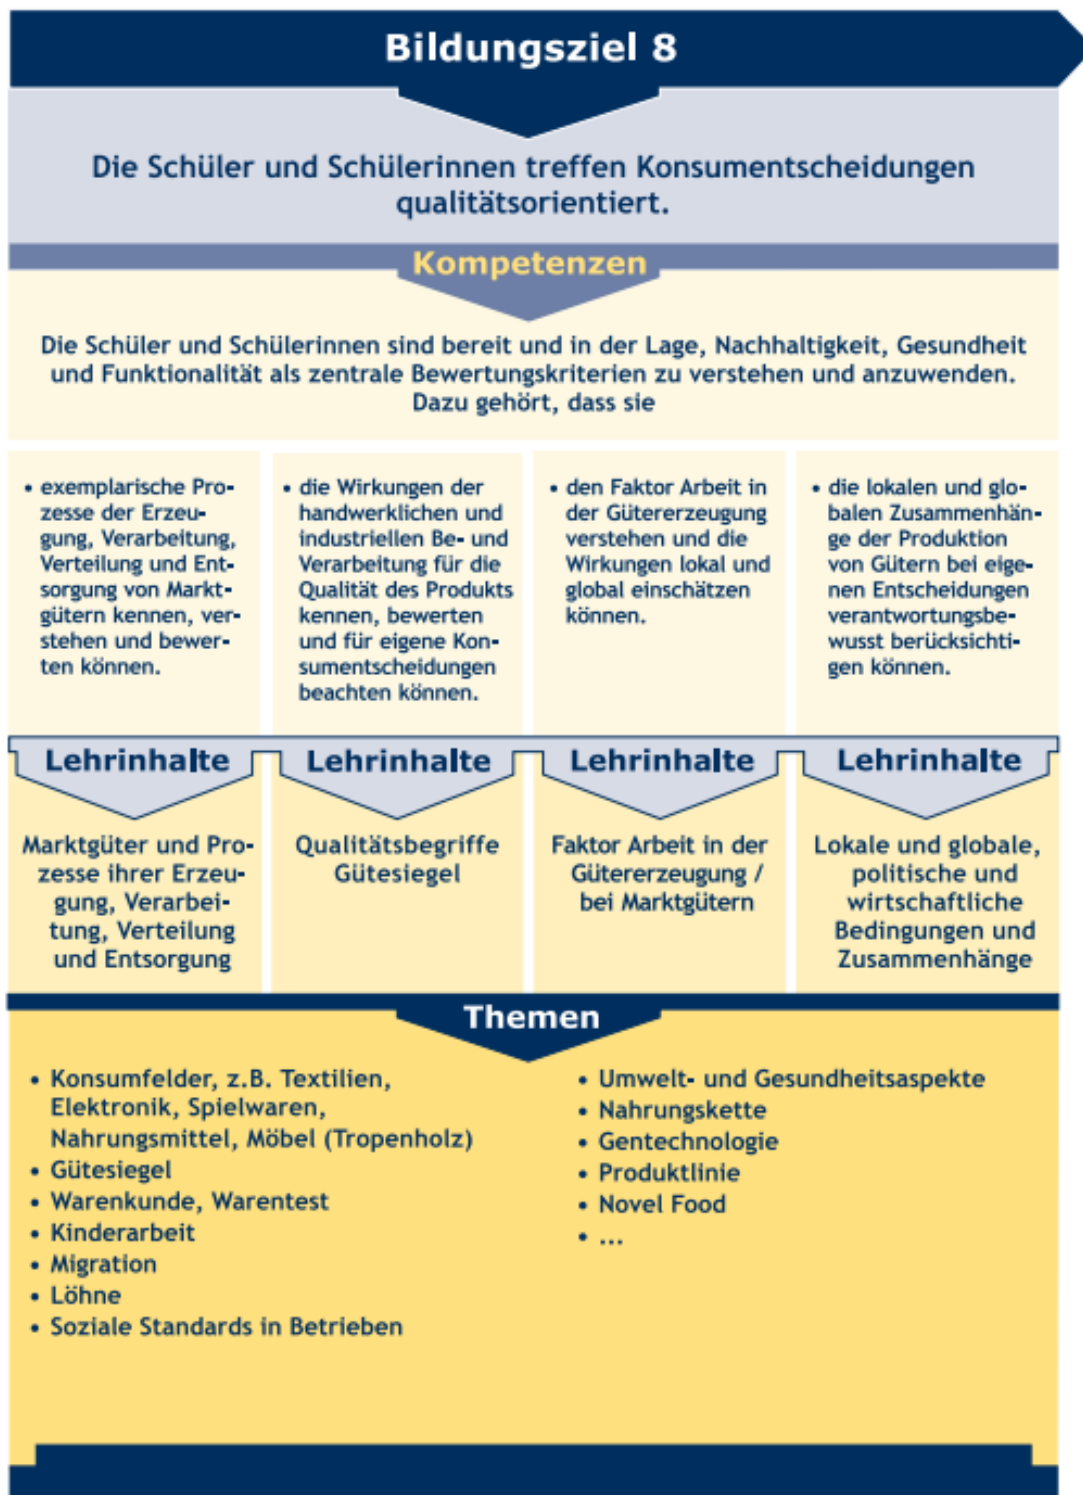 Bildungsziel 8
Die Schüler und Schülerinnen treffen Konsumentscheidungen
qualitätsorientiert.
Kompetenzen
Die Schüler und Schülerinnen sind bereit und in der Lage, Nachhaltigkeit, Gesundheit
und Funktionalität als zentrale Bewertungskriterien zu verstehen und anzuwenden.
Dazu gehört, dass sie
• exemplarische Pro-
zesse der Erzeu-
gung, Verarbeitung,
Verteilung und Ent-
sorgung von Markt-
gütern kennen, ver-
stehen und bewer-
ten können.
• die Wirkungen der
handwerklichen und
industriellen Be- und
Verarbeitung für die
Qualität des Produkts
kennen, bewerten
und für eigene Kon-
sumentscheidungen
beachten können.
• den Faktor Arbeit in
der Gütererzeugung
verstehen und die
Wirkungen lokal und
global einschätzen
können.
• die lokalen und glo-
balen Zusammenhän-
ge der Produktion
von Gütern bei eige-
nen Entscheidungen
verantwortungsbe-
wusst berücksichti-
gen können.
Lehrinhalte
Marktgüter und Pro-
zesse ihrer Erzeu-
gung, Verarbei-
tung, Verteilung
und Entsorgung
Lehrinhalte
Qualitätsbegriffe
Gütesiegel
Lehrinhalte
Faktor Arbeit in der
Gütererzeugung /
bei Marktgütern
Lehrinhalte
Lokale und globale,
politische und
wirtschaftliche
Bedingungen und
Zusammenhänge
Themen
• Konsumfelder, z.B. Textilien,
Elektronik, Spielwaren,
Nahrungsmittel, Möbel (Tropenholz)
• Gütesiegel
• Warenkunde, Warentest
• Kinderarbeit
• Migration
• Löhne
• Soziale Standards in Betrieben
• Umwelt- und Gesundheitsaspekte
• Nahrungskette
• Gentechnologie
• Produktlinie
• Novel Food
• ...